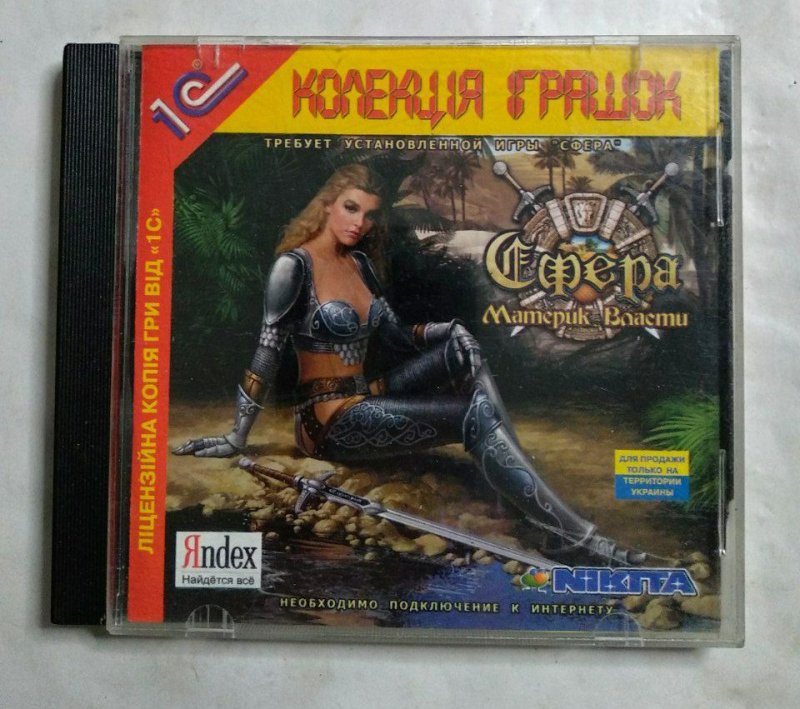 1С
КОЛЕКЦІЯ ІГРАШОК
ТРЕБУЕТ УСТАНОВЛЕННОЙ ИГРЫ "СФЕРА"
ЛІЦЕНЗІЙНА КОПІЯ ГРИ ВІД «1С»
Сфера
Материк Власти
ДЛЯ ПРОДАЖИ
ТОЛЬКО НА
ТЕРРИТОРИИ
УКРАИНЫ
Яndex
Найдётся всё
NIKITA
НЕОБХОДИМО ПОДКЛЮЧЕНИЕ К ИНТЕРНЕТУ